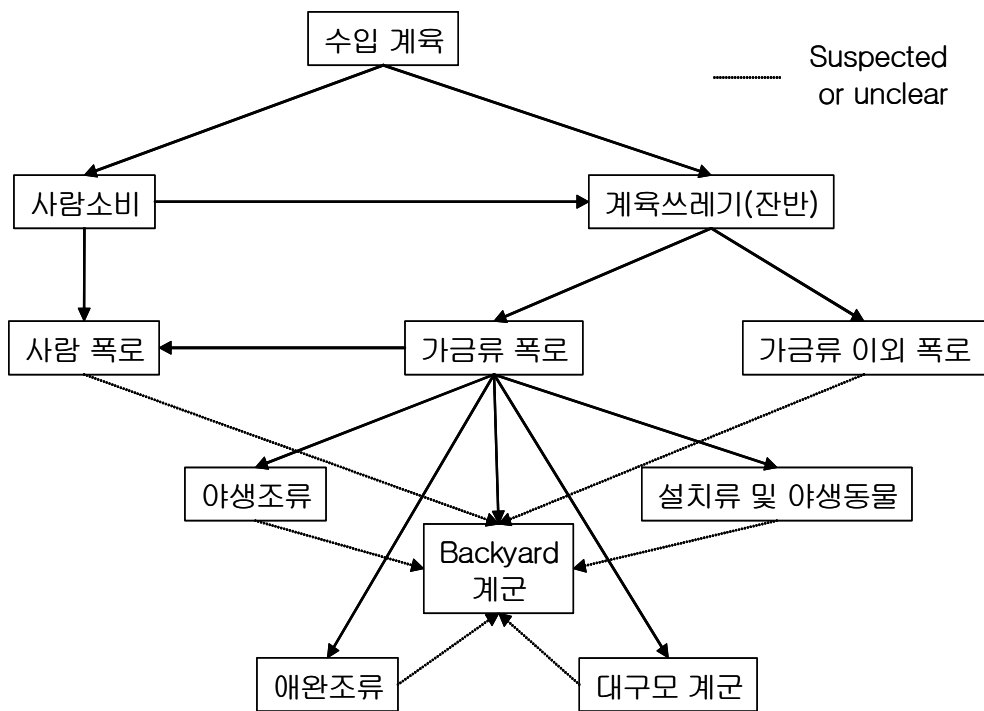 수입 계육
Suspected
or unclear
사람소비
계육쓰레기(잔반)
사람 폭로
가금류 폭로
가금류 이외 폭로
야생조류
설치류 및 야생동물
Backyard
계군
애완조류
대구모 계군